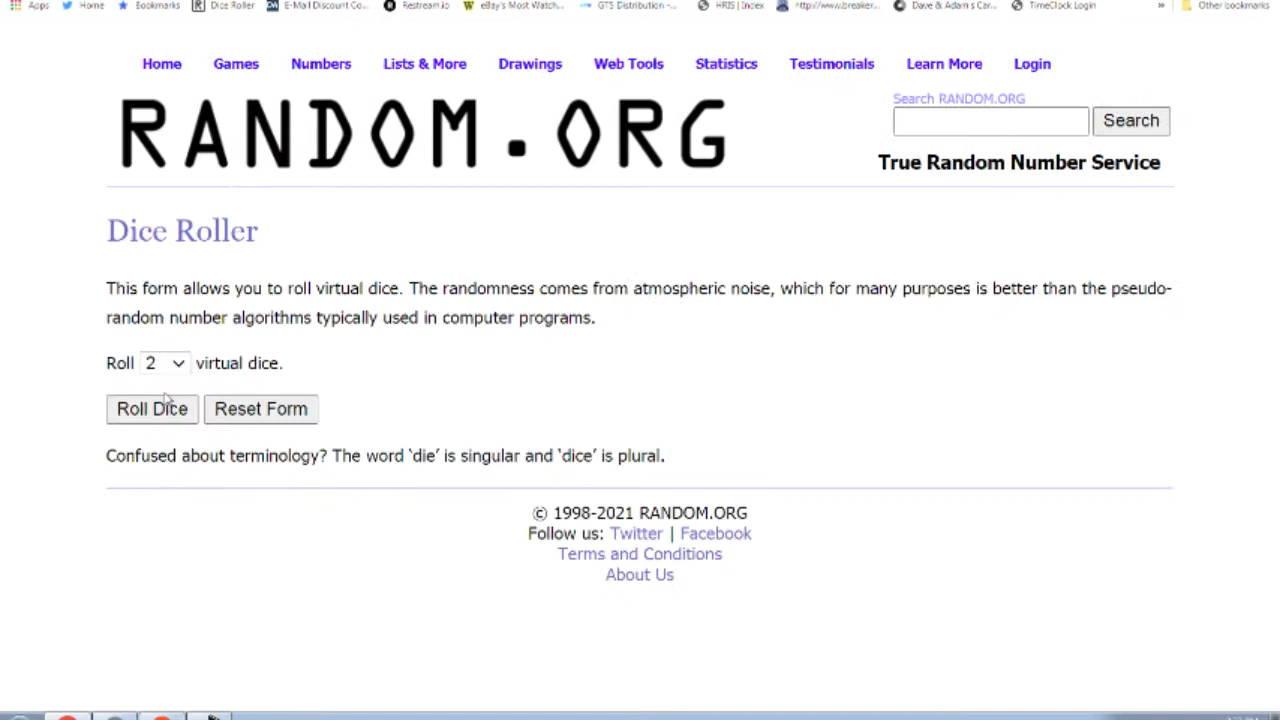 Apps Home Bookmarks Dice Roller E-Mail Discount Co... Restream.io eBay's Most Watch... GTS Distribution -... HRIS | Index http://www.breaker... Dave & Adam's Car... TimeClock Login » Other bookmarks
Home Games Numbers Lists & More Drawings Web Tools Statistics Testimonials Learn More Login
RANDOM.ORG
Search RANDOM.ORG
Search
True Random Number Service
Dice Roller
This form allows you to roll virtual dice. The randomness comes from atmospheric noise, which for many purposes is better than the pseudo-
random number algorithms typically used in computer programs.
Roll 2 virtual dice.
Roll Dice Reset Form
Confused about terminology? The word ‘die’ is singular and ‘dice’ is plural.
© 1998-2021 RANDOM.ORG
Follow us: Twitter | Facebook
Terms and Conditions
About Us